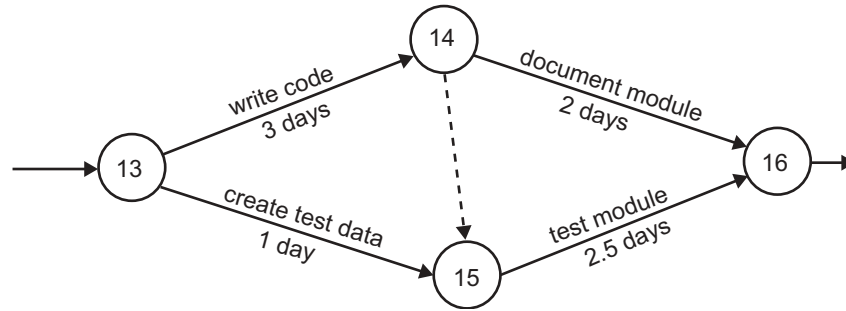 14
write code
3 days
document module
2 days
13
16
create test data
1 day
test module
2.5 days
15